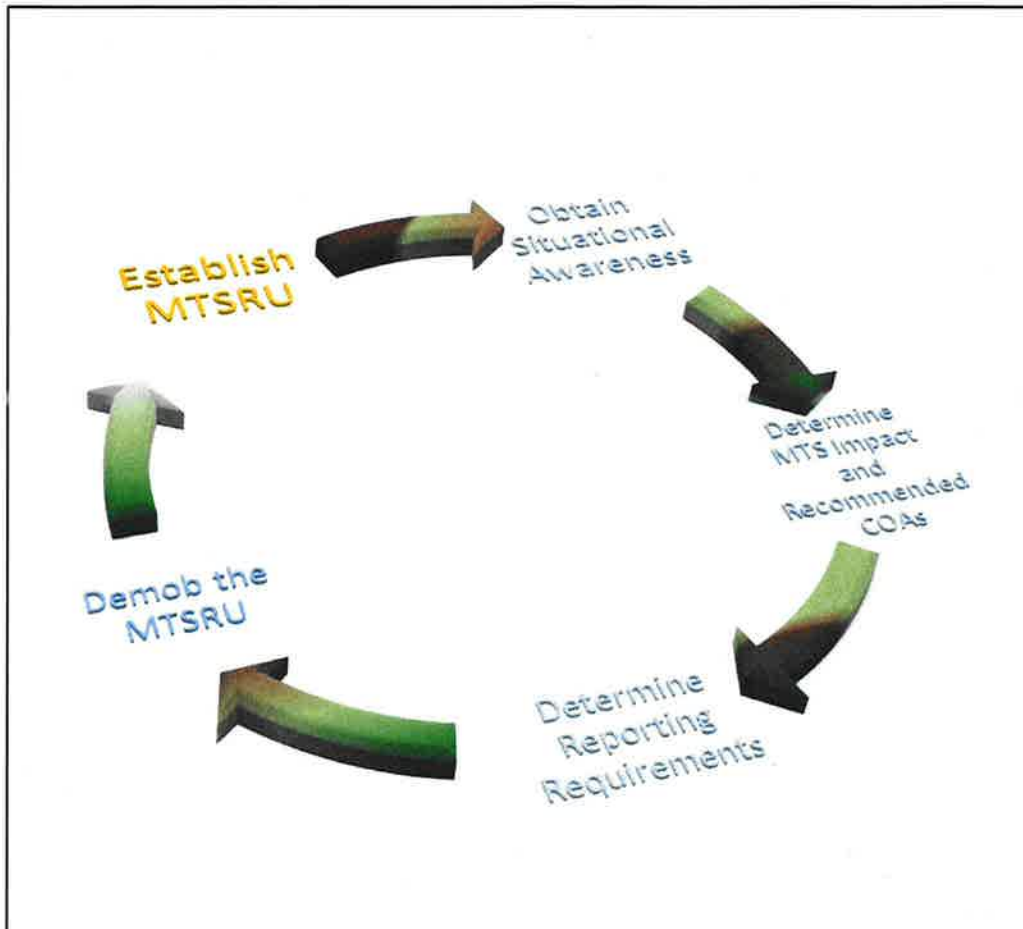 Establish
MTSRU
Obtain
Situational
Awareness
Determine
MTS Impact
and
Recommended
COAs
Determine
Reporting
Requirements
Demob the
MTSRU